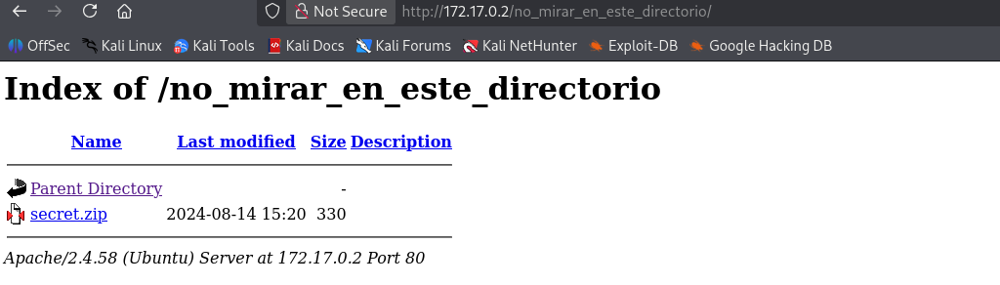 Not Secure http://172.17.0.2/no_mirar_en_este_directorio/
OffSec Kali Linux Kali Tools Kali Docs Kali Forums Kali NetHunter Exploit-DB Google Hacking DB
Index of /no_mirar_en_este_directorio
Name Last modified Size Description
Parent Directory -
secret.zip 2024-08-14 15:20 330
Apache/2.4.58 (Ubuntu) Server at 172.17.0.2 Port 80